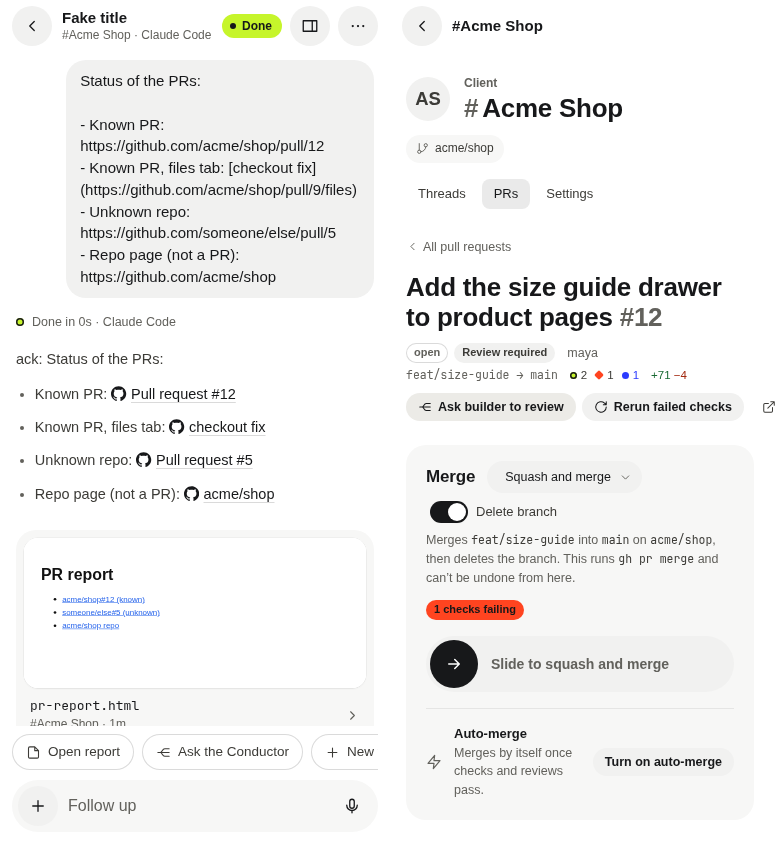 Fake title
#Acme Shop · Claude Code
Done
Status of the PRs:
- Known PR:
https://github.com/acme/shop/pull/12
- Known PR, files tab: [checkout fix]
(https://github.com/acme/shop/pull/9/files)
- Unknown repo:
https://github.com/someone/else/pull/5
- Repo page (not a PR):
https://github.com/acme/shop
Done in 0s · Claude Code
ack: Status of the PRs:
• Known PR: Pull request #12
• Known PR, files tab: checkout fix
• Unknown repo: Pull request #5
• Repo page (not a PR): acme/shop
PR report
• acme/shop#12 (known)
• someone/else#5 (unknown)
• acme/shop repo
pr-report.html
#Acme Shop · 1m
Open report
Ask the Conductor
New
Follow up
#Acme Shop
AS
Client
#Acme Shop
acme/shop
Threads
PRs
Settings
All pull requests
Add the size guide drawer
to product pages #12
open
Review required
maya
feat/size-guide → main 2 1 1 +71 −4
Ask builder to review
Rerun failed checks
Merge
Squash and merge
Delete branch
Merges feat/size-guide into main on acme/shop,
then deletes the branch. This runs gh pr merge and
can’t be undone from here.
1 checks failing
Slide to squash and merge
Auto-merge
Merges by itself once
checks and reviews
pass.
Turn on auto-merge